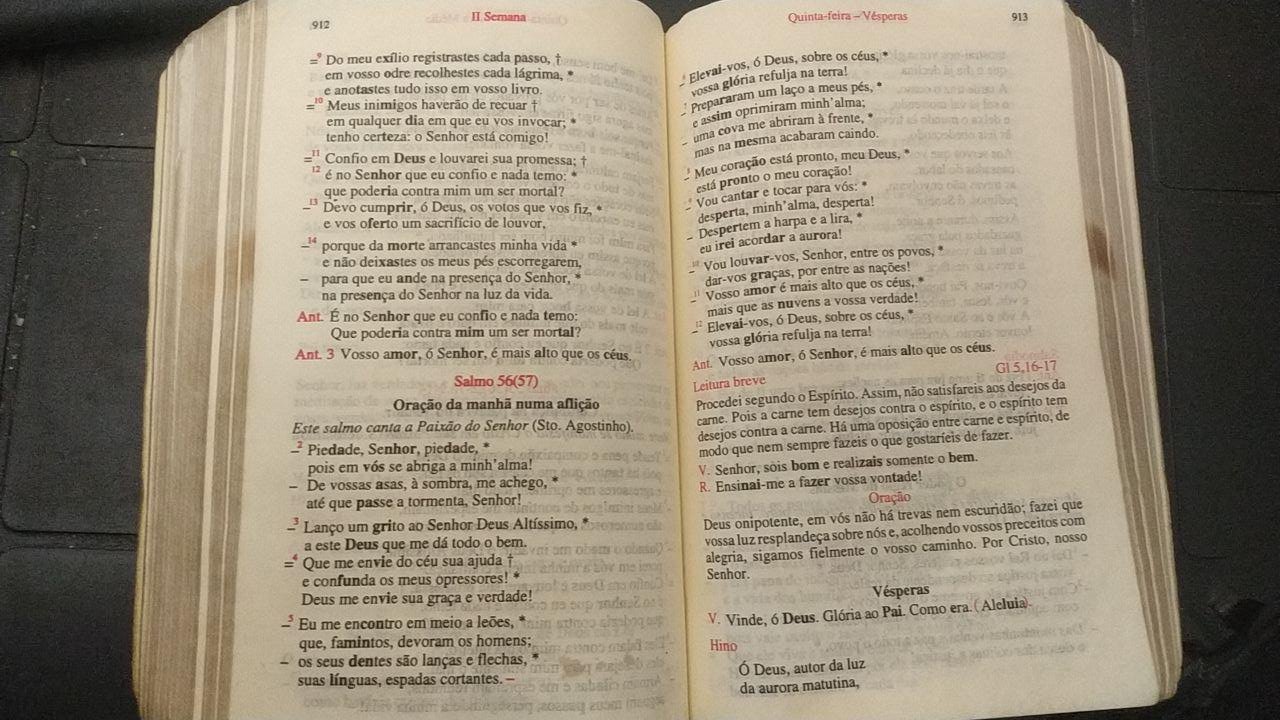 912
II Semana
=9 Do meu exílio registrastes cada passo, †
em vosso odre recolhestes cada lágrima, *
e anotastes tudo isso em vosso livro.
=10 Meus inimigos haverão de recuar †
em qualquer dia em que eu vos invocar; *
tenho certeza: o Senhor está comigo!
=11 Confio em Deus e louvarei sua promessa; †
12 é no Senhor que eu confio e nada temo: *
que poderia contra mim um ser mortal?
–13 Devo cumprir, ó Deus, os votos que vos fiz, *
e vos oferto um sacrifício de louvor,
–14 porque da morte arrancastes minha vida *
e não deixastes os meus pés escorregarem,
– para que eu ande na presença do Senhor, *
na presença do Senhor na luz da vida.
Ant. É no Senhor que eu confio e nada temo:
Que poderia contra mim um ser mortal?
Ant. 3 Vosso amor, ó Senhor, é mais alto que os céus.
Salmo 56(57)
Oração da manhã numa aflição
Este salmo canta a Paixão do Senhor (Sto. Agostinho).
–2 Piedade, Senhor, piedade, *
pois em vós se abriga a minh'alma!
– De vossas asas, à sombra, me achego, *
até que passe a tormenta, Senhor!
–3 Lanço um grito ao Senhor Deus Altíssimo, *
a este Deus que me dá todo o bem.
=4 Que me envie do céu sua ajuda †
e confunda os meus opressores! *
Deus me envie sua graça e verdade!
–5 Eu me encontro em meio a leões, *
que, famintos, devoram os homens;
– os seus dentes são lanças e flechas, *
suas línguas, espadas cortantes. –
Quinta-feira – Vésperas
913
–6 Elevai-vos, ó Deus, sobre os céus, *
vossa glória refulja na terra!
–7 Prepararam um laço a meus pés, *
e assim oprimiram minh'alma;
– uma cova me abriram à frente, *
mas na mesma acabaram caindo.
–8 Meu coração está pronto, meu Deus, *
está pronto o meu coração!
–9 Vou cantar e tocar para vós: *
desperta, minh'alma, desperta!
– Despertem a harpa e a lira, *
eu irei acordar a aurora!
–10 Vou louvar-vos, Senhor, entre os povos, *
dar-vos graças, por entre as nações!
–11 Vosso amor é mais alto que os céus, *
mais que as nuvens a vossa verdade!
–12 Elevai-vos, ó Deus, sobre os céus, *
vossa glória refulja na terra!
Ant. Vosso amor, ó Senhor, é mais alto que os céus.
Leitura breve Gl 5,16-17
Procedei segundo o Espírito. Assim, não satisfareis aos desejos da
carne. Pois a carne tem desejos contra o espírito, e o espírito tem
desejos contra a carne. Há uma oposição entre carne e espírito, de
modo que nem sempre fazeis o que gostaríeis de fazer.
V. Senhor, sois bom e realizais somente o bem.
R. Ensinai-me a fazer vossa vontade!
Oração
Deus onipotente, em vós não há trevas nem escuridão; fazei que
vossa luz resplandeça sobre nós e, acolhendo vossos preceitos com
alegria, sigamos fielmente o vosso caminho. Por Cristo, nosso
Senhor.
Vésperas
V. Vinde, ó Deus. Glória ao Pai. Como era. (Aleluia).
Hino
Ó Deus, autor da luz
da aurora matutina,